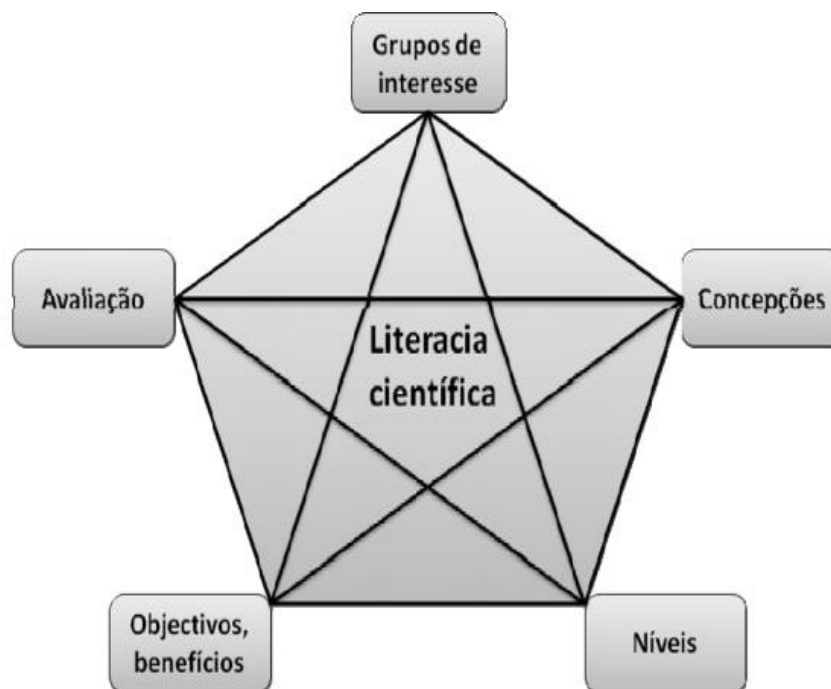 Grupos de
interesse
Avaliação
Concepções
Literacia
científica
Objectivos,
benefícios
Níveis